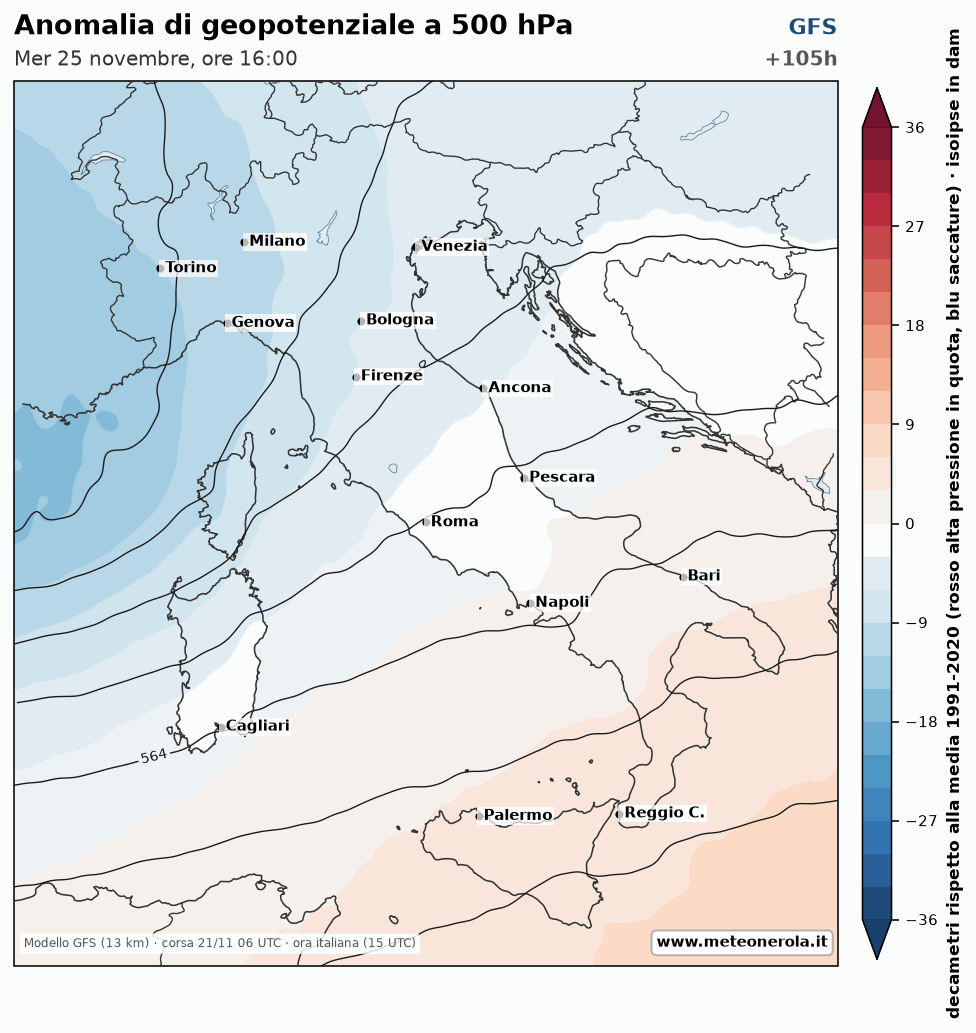 Anomalia di geopotenziale a 500 hPa
GFS
Mer 25 novembre, ore 16:00
+105h
Milano
Venezia
Torino
Genova
Bologna
Firenze
Ancona
Pescara
Roma
Bari
Napoli
Cagliari
564
Palermo
Reggio C.
Modello GFS (13 km) · corsa 21/11 06 UTC · ora italiana (15 UTC)
www.meteonerola.it
36
27
18
9
0
−9
−18
−27
−36
decametri rispetto alla media 1991-2020 (rosso alta pressione in quota, blu saccature) · isoipse in dam